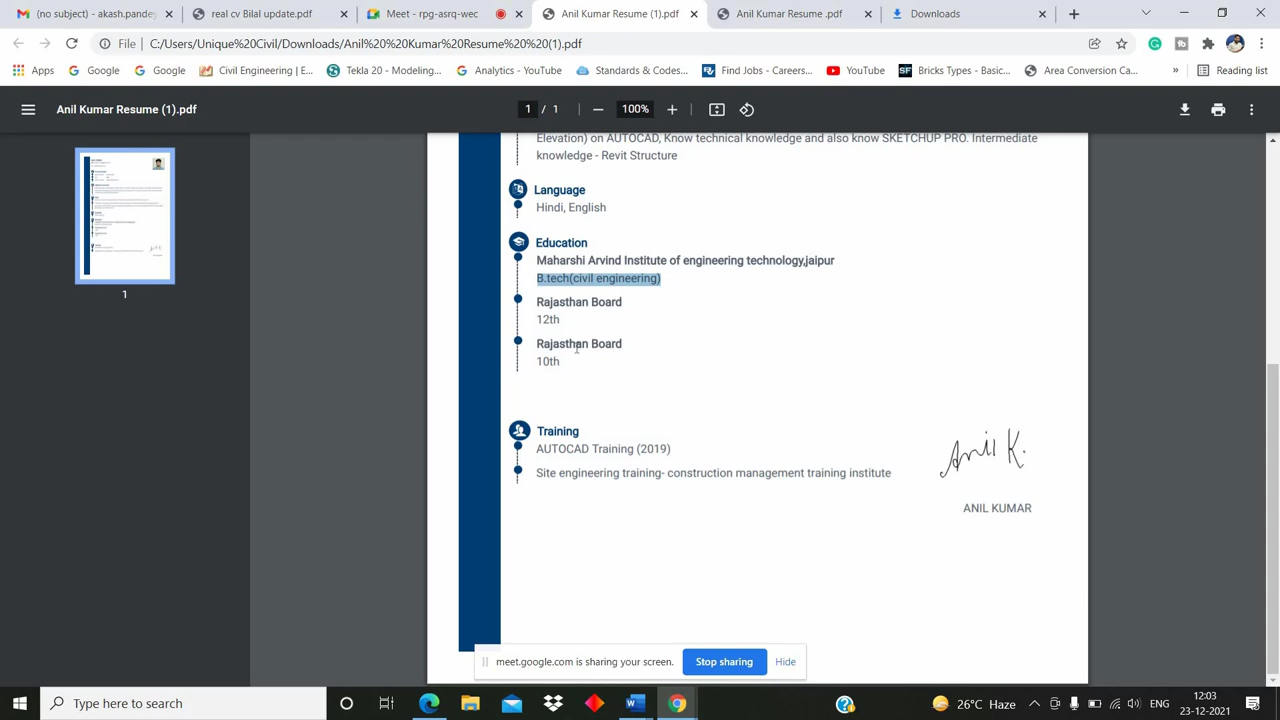 (no subject) - akash.pandey
real cv Bilal update.pdf
Meet - rpg-asrq-wec
Anil Kumar Resume (1).pdf
Anil Kumar Resume .pdf
Downloads
File
C:/Users/Unique%20Civil/Downloads/Anil%20%20Kumar%20Resume%20%20(1).pdf
Apps
Google
Google
Civil Engineering | E...
Tekla 20 - Modeling...
Analytics - YouTube
Standards & Codes...
Find Jobs - Careers...
YouTube
SF
Bricks Types - Basic...
Area Conversion Ca...
»
Reading list
Anil Kumar Resume (1).pdf
1 / 1
100%
Elevation) on AUTOCAD, Know technical knowledge and also know SKETCHUP PRO. Intermediate
knowledge - Revit Structure
Language
Hindi, English
Education
Maharshi Arvind Institute of engineering technology,jaipur
B.tech(civil engineering)
Rajasthan Board
12th
Rajasthan Board
10th
Training
AUTOCAD Training (2019)
Site engineering training- construction management training institute
Anil K.
ANIL KUMAR
1
meet.google.com is sharing your screen.
Stop sharing
Hide
Type here to search
26°C Haze
ENG
12:03
23-12-2021